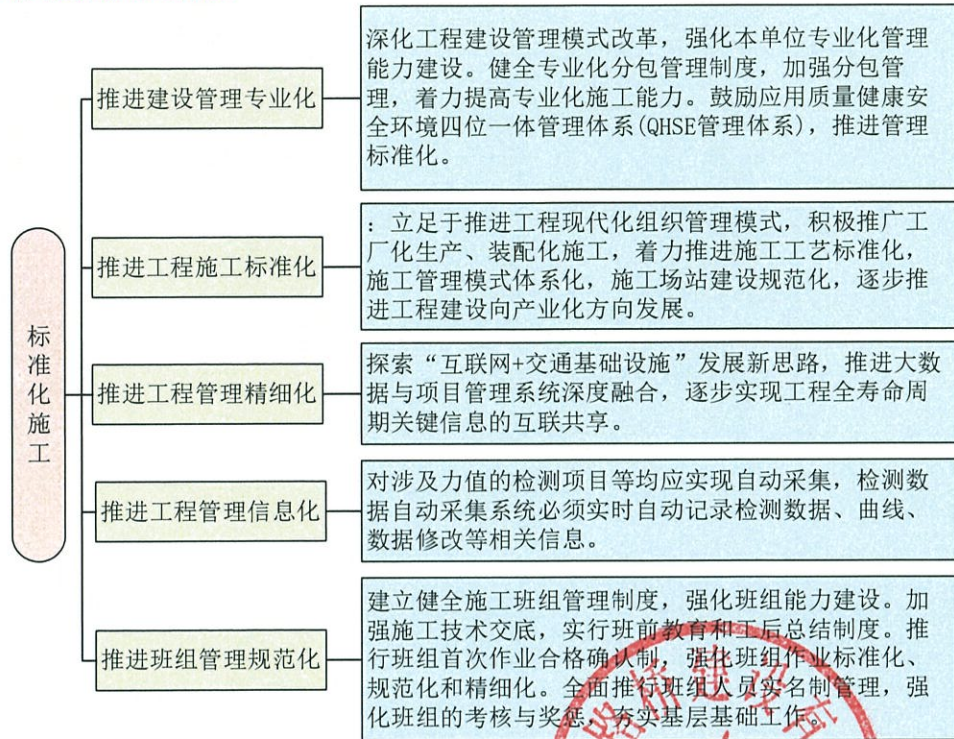 标准化施工
推进建设管理专业化
深化工程建设管理模式改革，强化本单位专业化管理
能力建设。健全专业化分包管理制度，加强分包管
理，着力提高专业化施工能力。鼓励应用质量健康安
全环境四位一体管理体系(QHSE管理体系)，推进管理
标准化。
推进工程施工标准化
：立足于推进工程现代化组织管理模式，积极推广工
厂化生产、装配化施工，着力推进施工工艺标准化，
施工管理模式体系化，施工场站建设规范化，逐步推
进工程建设向产业化方向发展。
推进工程管理精细化
探索“互联网+交通基础设施”发展新思路，推进大数
据与项目管理系统深度融合，逐步实现工程全寿命周
期关键信息的互联共享。
推进工程管理信息化
对涉及力值的检测项目等均应实现自动采集，检测数
据自动采集系统必须实时自动记录检测数据、曲线、
数据修改等相关信息。
推进班组管理规范化
建立健全施工班组管理制度，强化班组能力建设。加
强施工技术交底，实行班前教育和工后总结制度。推
行班组首次作业合格确认制，强化班组作业标准化、
规范化和精细化。全面推行班组人员实名制管理，强
化班组的考核与奖惩，夯实基层基础工作。
路桥建设有